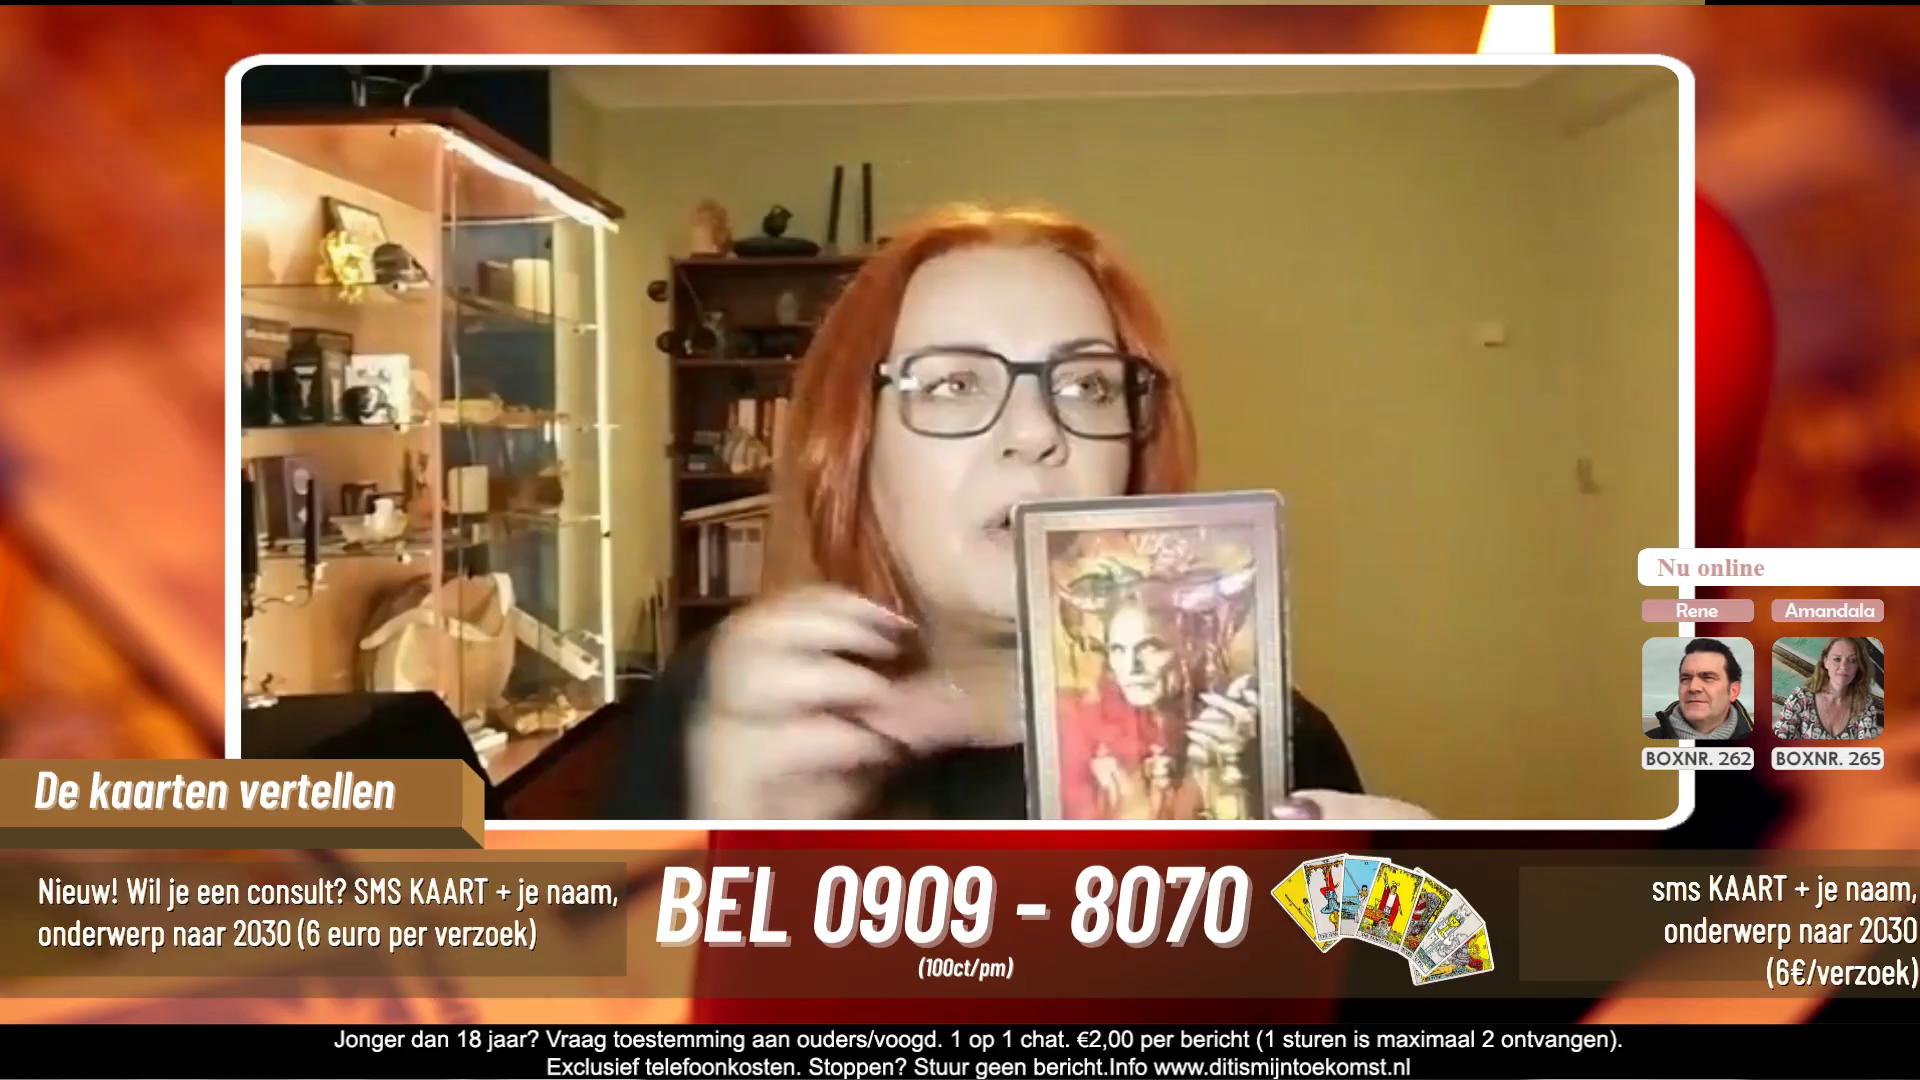 Nu online
Rene
Amandala
BOXNR. 262
BOXNR. 265
De kaarten vertellen
Nieuw! Wil je een consult? SMS KAART + je naam,
onderwerp naar 2030 (6 euro per verzoek)
BEL 0909 - 8070
(100ct/pm)
sms KAART + je naam,
onderwerp naar 2030
(6€/verzoek)
Jonger dan 18 jaar? Vraag toestemming aan ouders/voogd. 1 op 1 chat. €2,00 per bericht (1 sturen is maximaal 2 ontvangen).
Exclusief telefoonkosten. Stoppen? Stuur geen bericht.Info www.ditismijntoekomst.nl